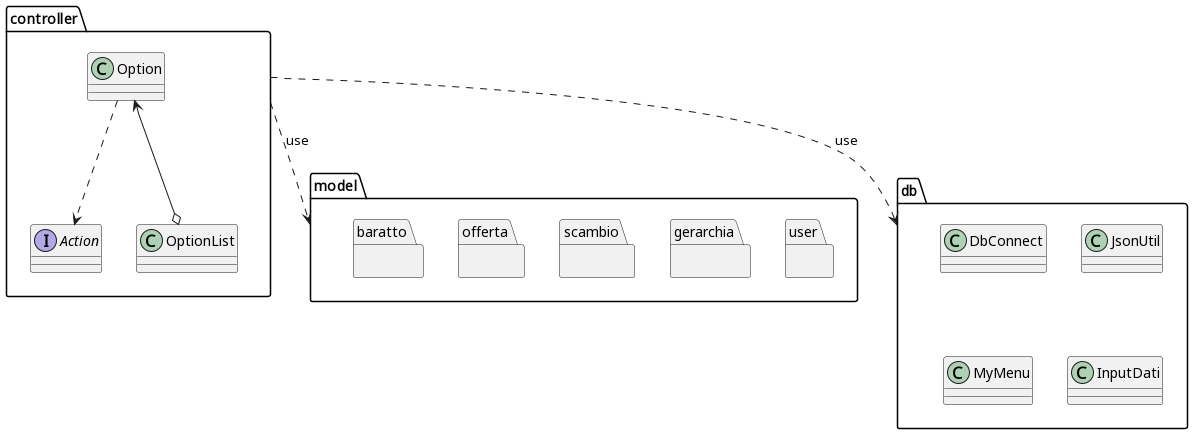 controller
C Option
I Action
C OptionList
use
use
model
baratto
offerta
scambio
gerarchia
user
db
C DbConnect
C JsonUtil
C MyMenu
C InputDati